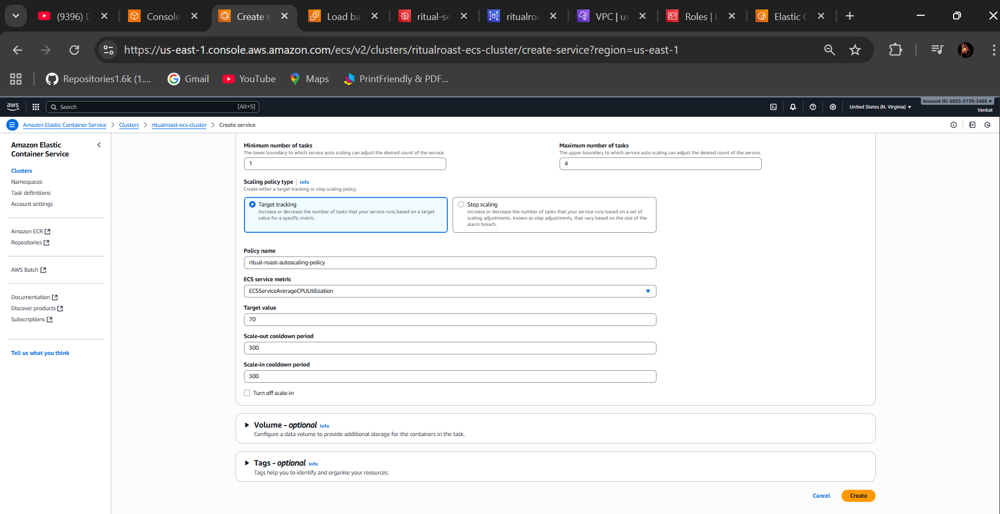 (9396) D
Console
Create s
Load ba
ritual-se
ritualroa
VPC | us
Roles | I
Elastic C
https://us-east-1.console.aws.amazon.com/ecs/v2/clusters/ritualroast-ecs-cluster/create-service?region=us-east-1
Repositories1.6k (1....
Gmail
YouTube
Maps
PrintFriendly & PDF...
aws
Search
[Alt+S]
United States (N. Virginia)
Account ID: 6023-5139-2486
Venkat
Amazon Elastic Container Service
Clusters
ritualroast-ecs-cluster
Create service
Amazon Elastic
Container Service
Clusters
Namespaces
Task definitions
Account settings
Amazon ECR
Repositories
AWS Batch
Documentation
Discover products
Subscriptions
Tell us what you think
Minimum number of tasks
The lower boundary to which service auto scaling can adjust the desired count of the service.
1
Maximum number of tasks
The upper boundary to which service auto scaling can adjust the desired count of the service.
4
Scaling policy type Info
Create either a target tracking or step scaling policy.
Target tracking
Increase or decrease the number of tasks that your service runs based on a target
value for a specific metric.
Step scaling
Increase or decrease the number of tasks that your service runs based on a set of
scaling adjustments, known as step adjustments, that vary based on the size of the
alarm breach.
Policy name
ritual-roast-autoscaling-policy
ECS service metric
ECSServiceAverageCPUUtilization
Target value
70
Scale-out cooldown period
300
Scale-in cooldown period
300
Turn off scale-in
Volume - optional Info
Configure a data volume to provide additional storage for the containers in the task.
Tags - optional Info
Tags help you to identify and organise your resources.
Cancel
Create